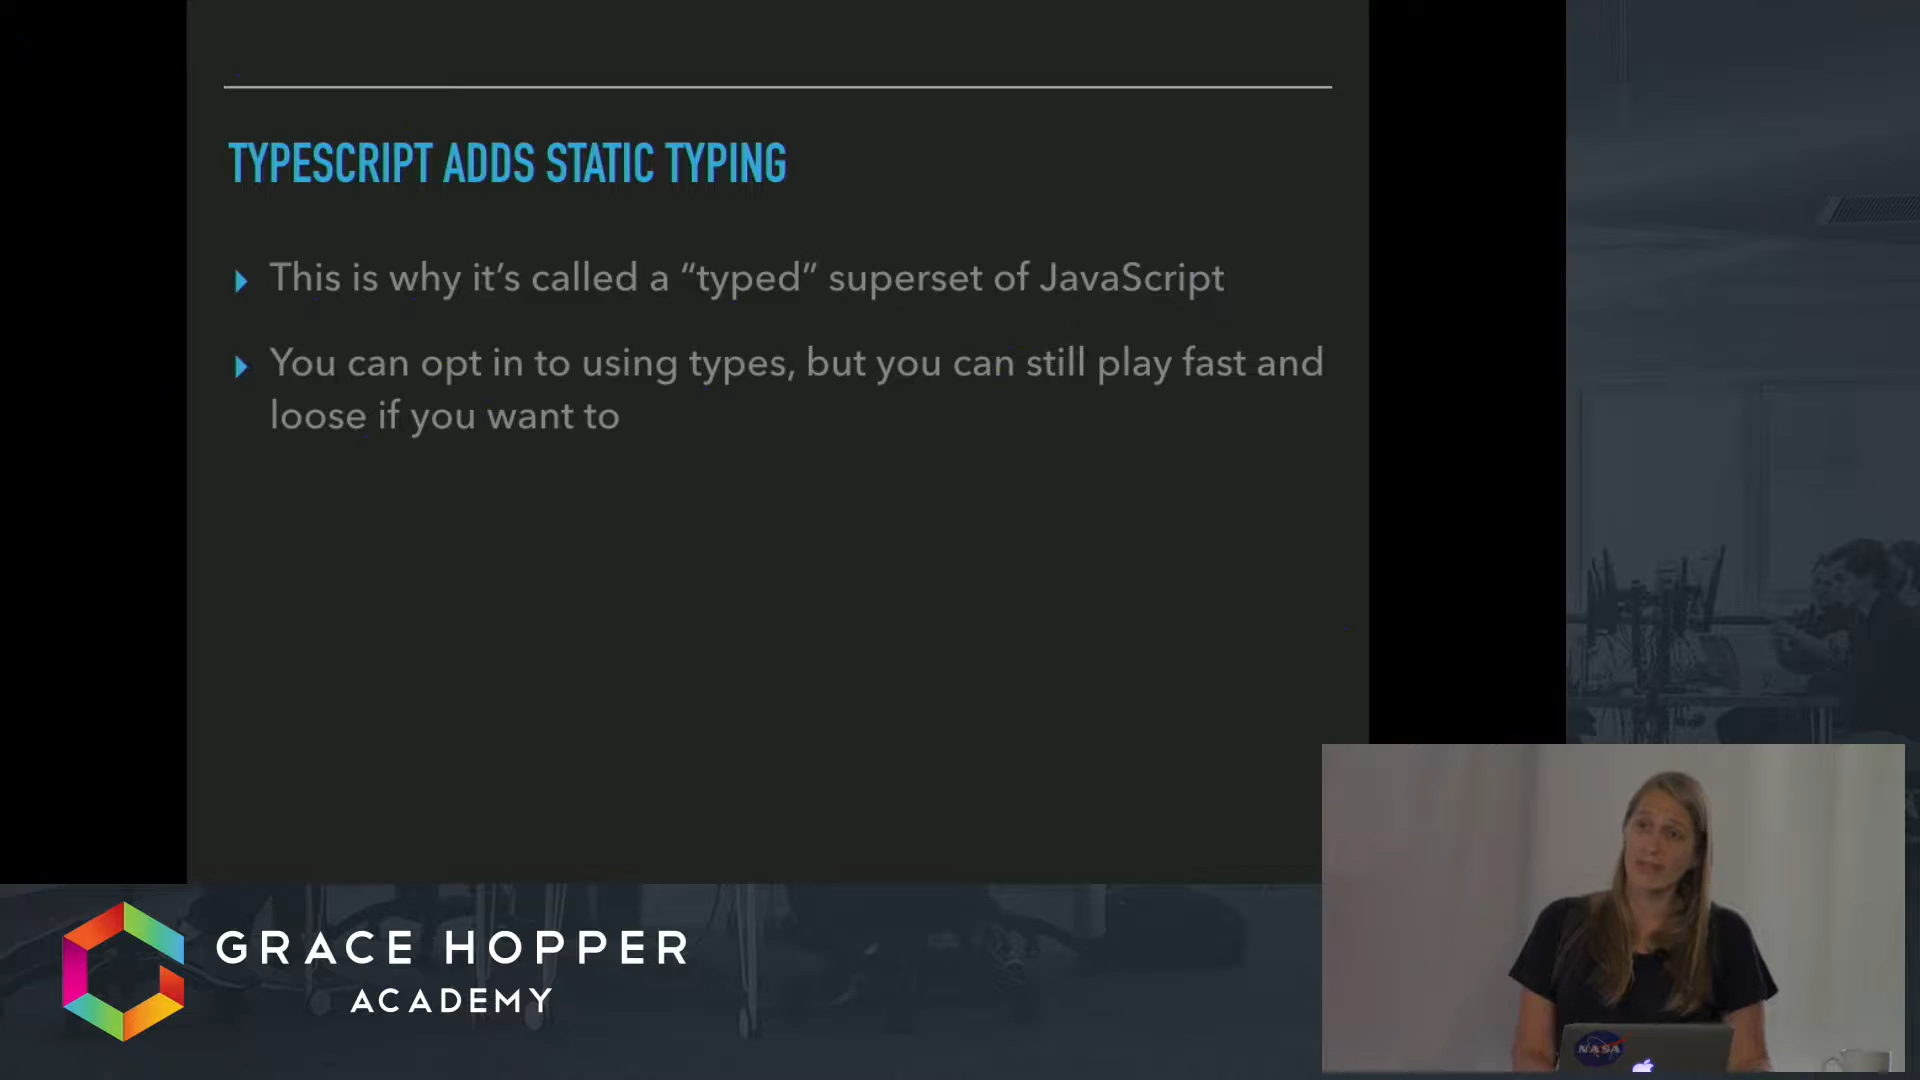 TYPESCRIPT ADDS STATIC TYPING
This is why it’s called a “typed” superset of JavaScript
You can opt in to using types, but you can still play fast and
loose if you want to
GRACE HOPPER
ACADEMY
NASA